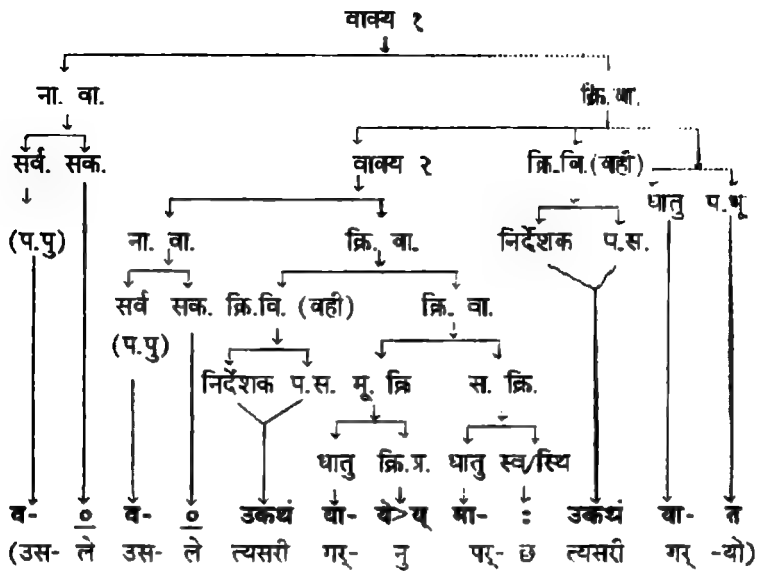 वाक्य १
ना. वा. क्रि. वा.
सर्व. सक. वाक्य २ क्रि.वि.(वही)
धातु प.भू
(प.पु) ना. वा. क्रि. वा. निर्देशक प.स.
सर्व सक. क्रि.वि. (वही) क्रि. वा.
(प.पु)
निर्देशक प.स. मू. क्रि स. क्रि.
धातु क्रि.प्र. धातु स्व/स्थि
व- ० व- ० उकथं या- ये>य् मा- : उकथं या- त
(उस- ले उस- ले त्यसरी गर्- नु पर्- छ त्यसरी गर् -यो)